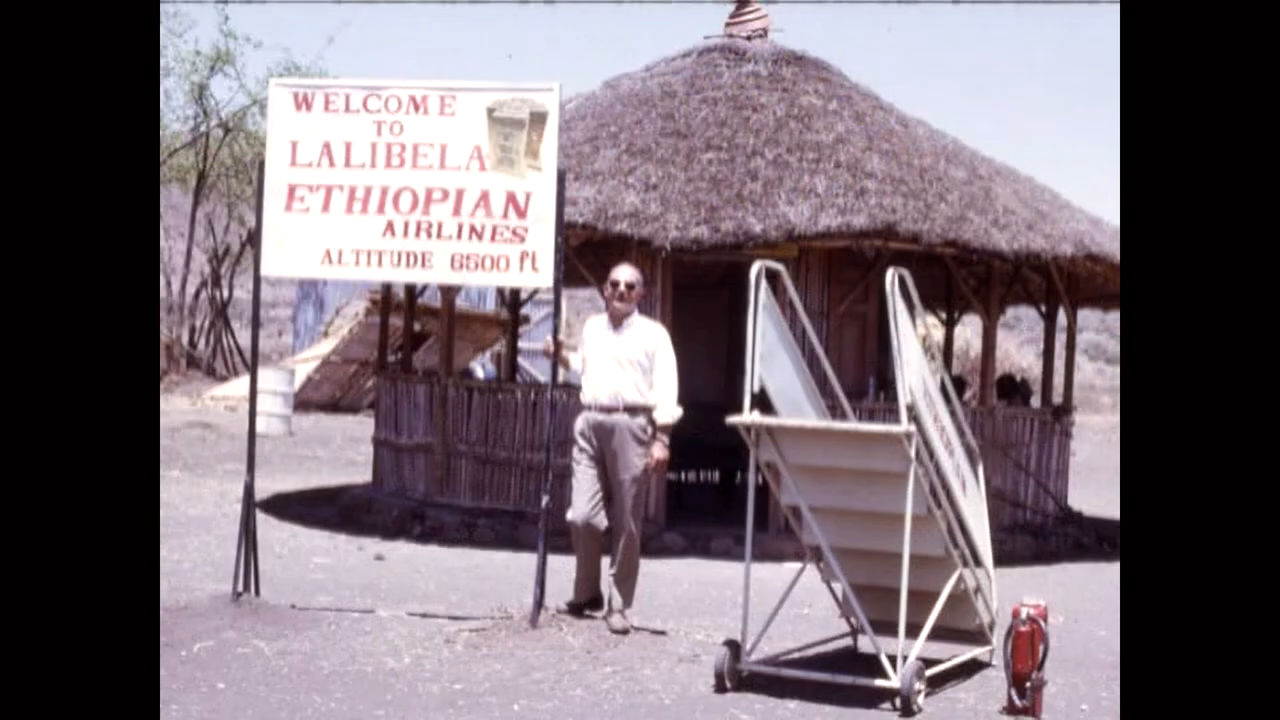 WELCOME
TO
LALIBELA
ETHIOPIAN
AIRLINES
ALTITUDE 6500 ft